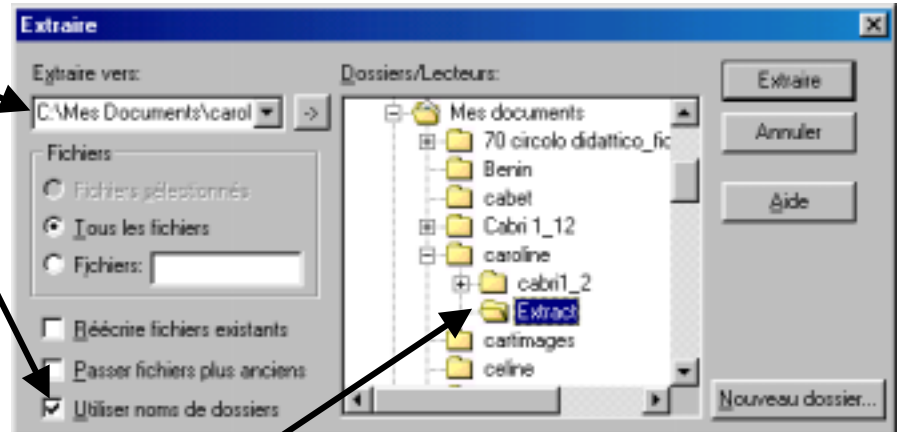 Extraire
Extraire vers:
C:\Mes Documents\carol
->
Fichiers
Fichiers sélectionnés
Tous les fichiers
Fichiers:
Réécrire fichiers existants
Passer fichiers plus anciens
Utiliser noms de dossiers
Dossiers/Lecteurs:
Mes documents
70 circolo didattico_fic
Benin
cabet
Cabri 1_12
caroline
cabri1_2
Extract
cartimages
celine
Extraire
Annuler
Aide
Nouveau dossier...